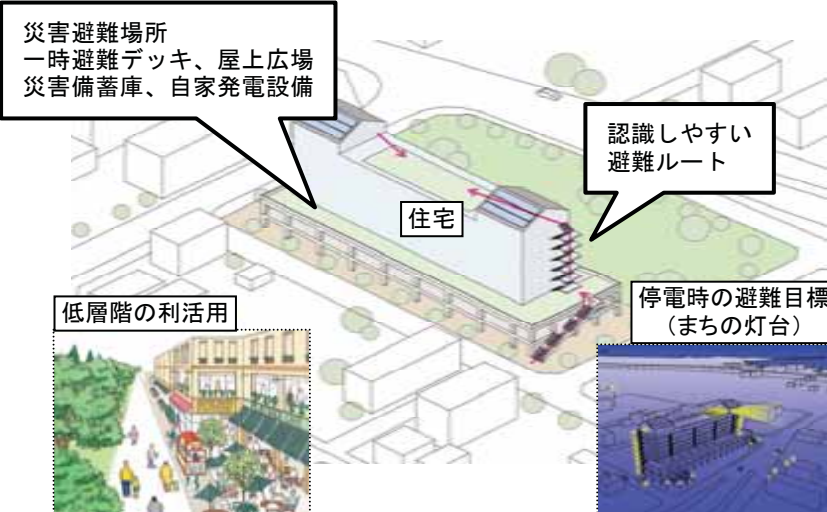 災害避難場所
一時避難デッキ、屋上広場
災害備蓄庫、自家発電設備
認識しやすい
避難ルート
住宅
低層階の利活用
停電時の避難目標
（まちの灯台）